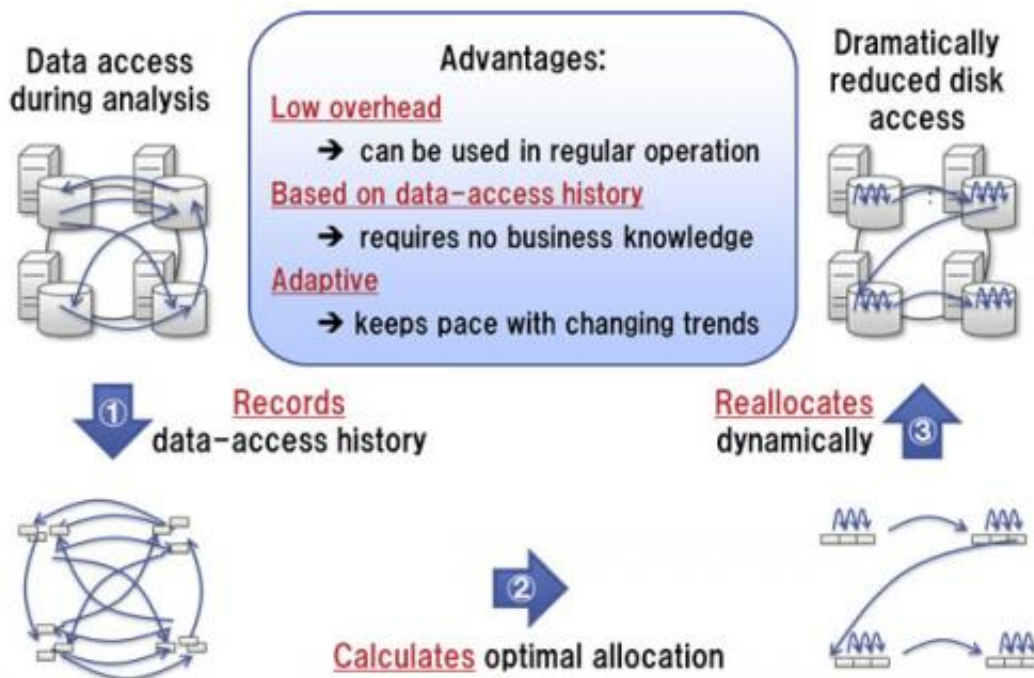 Data access
during analysis
Advantages:
Low overhead
→ can be used in regular operation
Based on data-access history
→ requires no business knowledge
Adaptive
→ keeps pace with changing trends
Dramatically
reduced disk
access
①
Records
data-access history
Reallocates
dynamically
③
②
Calculates optimal allocation